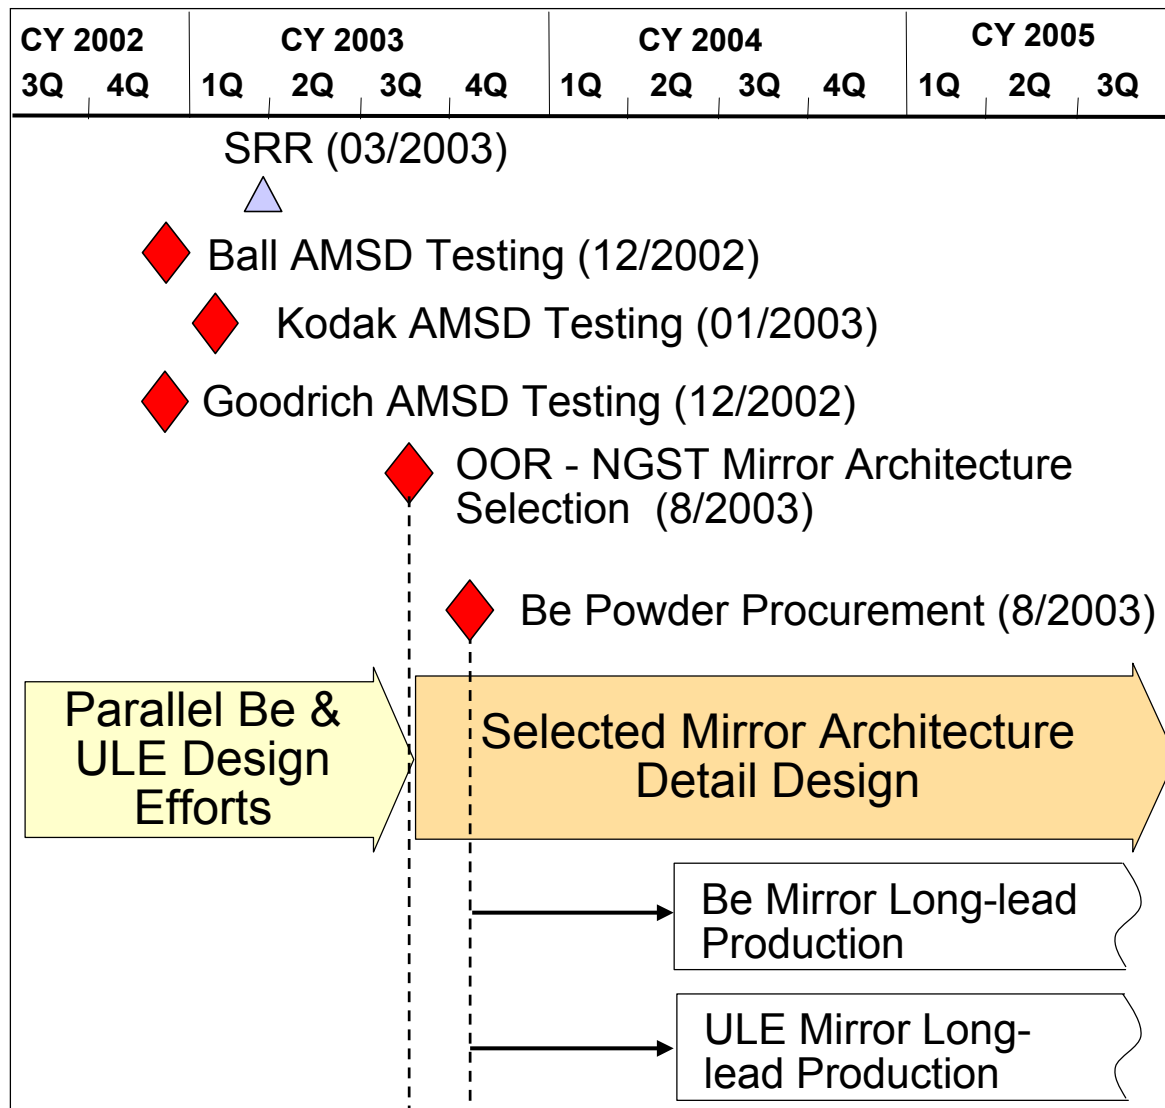 CY 2002 CY 2003 CY 2004 CY 2005
3Q 4Q 1Q 2Q 3Q 4Q 1Q 2Q 3Q 4Q 1Q 2Q 3Q
SRR (03/2003)
Ball AMSD Testing (12/2002)
Kodak AMSD Testing (01/2003)
Goodrich AMSD Testing (12/2002)
OOR - NGST Mirror Architecture
Selection (8/2003)
Be Powder Procurement (8/2003)
Parallel Be &
ULE Design
Efforts
Selected Mirror Architecture
Detail Design
Be Mirror Long-lead
Production
ULE Mirror Long-
lead Production